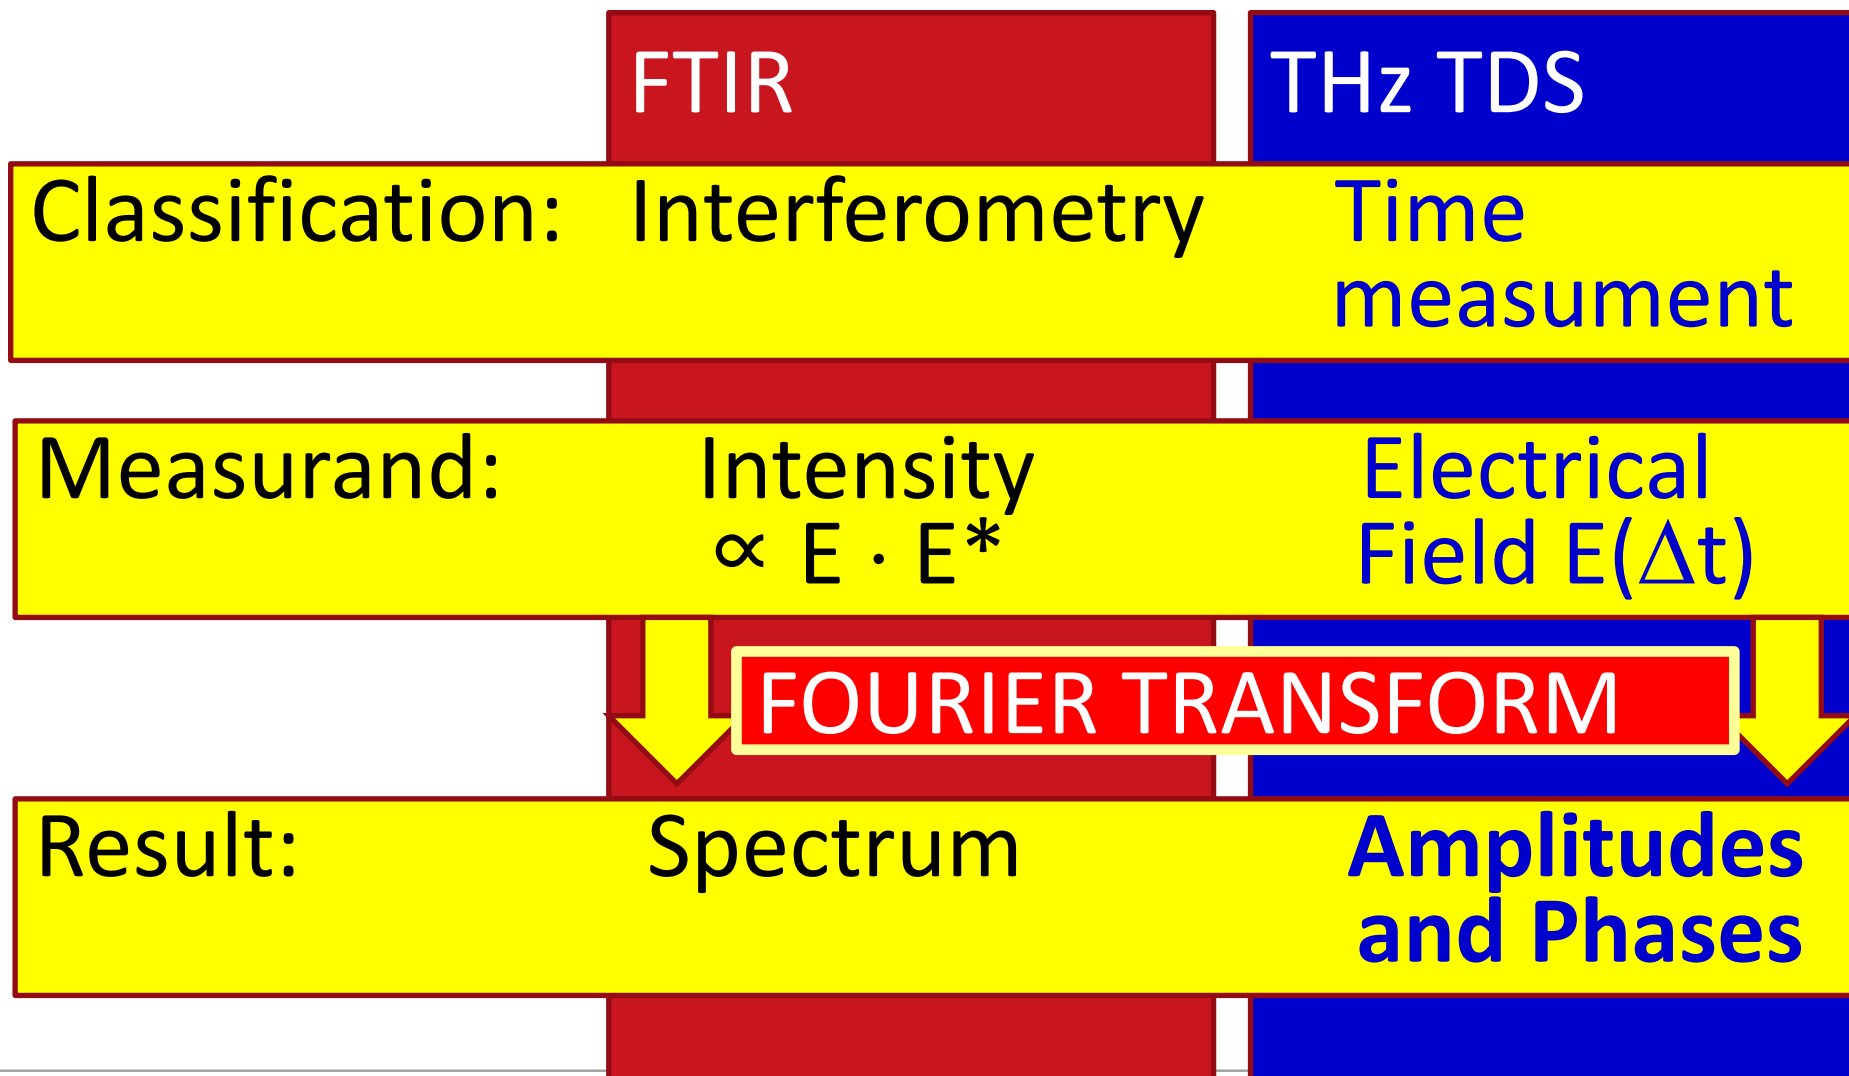 FTIR
THz TDS
Classification:
Interferometry
Time
measument
Measurand:
Intensity
∝ E · E*
Electrical
Field E(Δt)
FOURIER TRANSFORM
Result:
Spectrum
Amplitudes
and Phases